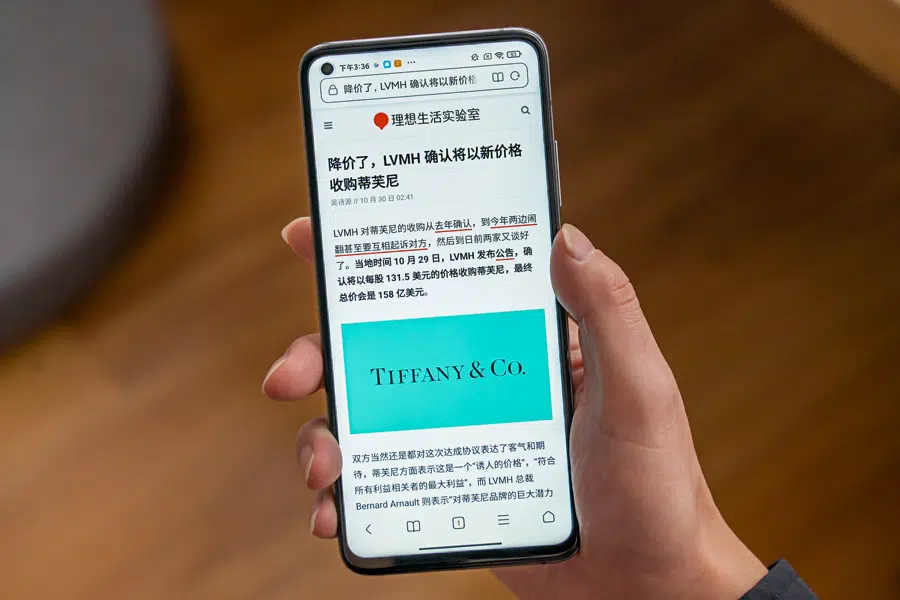 下午3:36
51
降价了，LVMH 确认将以新价格
理想生活实验室
降价了，LVMH 确认将以新价格
收购蒂芙尼
吴诗源 // 10 月 30 日 02:41
LVMH 对蒂芙尼的收购从去年确认，到今年两边闹
翻甚至要互相起诉对方，然后到日前两家又谈好
了。当地时间 10 月 29 日，LVMH 发布公告，确
认将以每股 131.5 美元的价格收购蒂芙尼，最终
总价会是 158 亿美元。
TIFFANY & CO.
双方当然还是都对这次达成协议表达了客气和期
待，蒂芙尼方面表示这是一个“诱人的价格”，“符合
所有利益相关者的最大利益”，而 LVMH 总裁
Bernard Arnault 则表示“对蒂芙尼品牌的巨大潜力
1